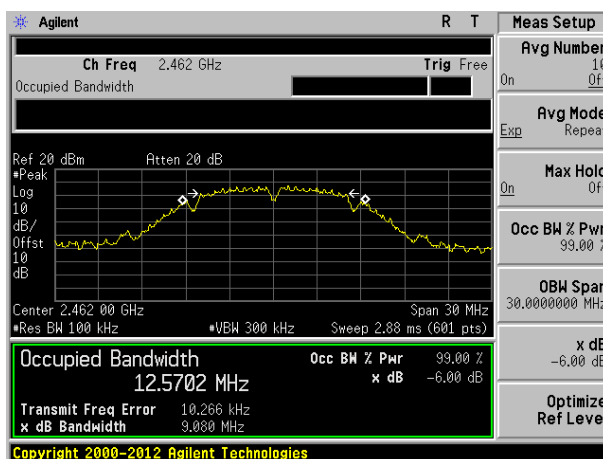 Agilent R T
Meas Setup
Ch Freq 2.462 GHz Trig Free
Occupied Bandwidth
Avg Number
10
On Of
Avg Mode
Exp Repea
Max Hold
On Of
Occ BW % Pwr
99.00 %
OBW Span
30.0000000 MHz
x dB
-6.00 dB
Optimize
Ref Leve
Ref 20 dBm Atten 20 dB
#Peak
Log
10
dB/
Offst
10
dB
Center 2.462 00 GHz Span 30 MHz
#Res BW 100 kHz #VBW 300 kHz Sweep 2.88 ms (601 pts)
Occupied Bandwidth Occ BW % Pwr 99.00 %
12.5702 MHz x dB -6.00 dB
Transmit Freq Error 10.266 kHz
x dB Bandwidth 9.080 MHz
Copyright 2000-2012 Agilent Technologies